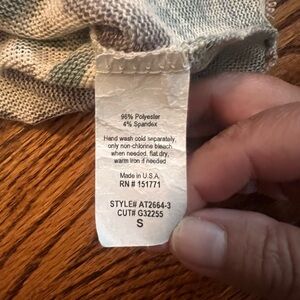 96% Polyester
4% Spandex
Hand wash cold separately,
only non-chlorine bleach
when needed. flat dry,
warm iron if needed
Made in U.S.A.
RN # 151771
STYLE# AT2664-3
CUT# G32255
S